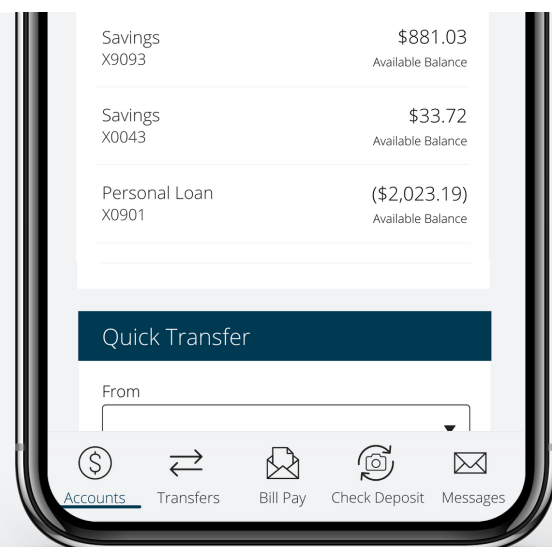 Savings
$881.03
X9093
Available Balance
Savings
$33.72
X0043
Available Balance
Personal Loan
($2,023.19)
X0901
Available Balance
Quick Transfer
From
Accounts
Transfers
Bill Pay
Check Deposit
Messages